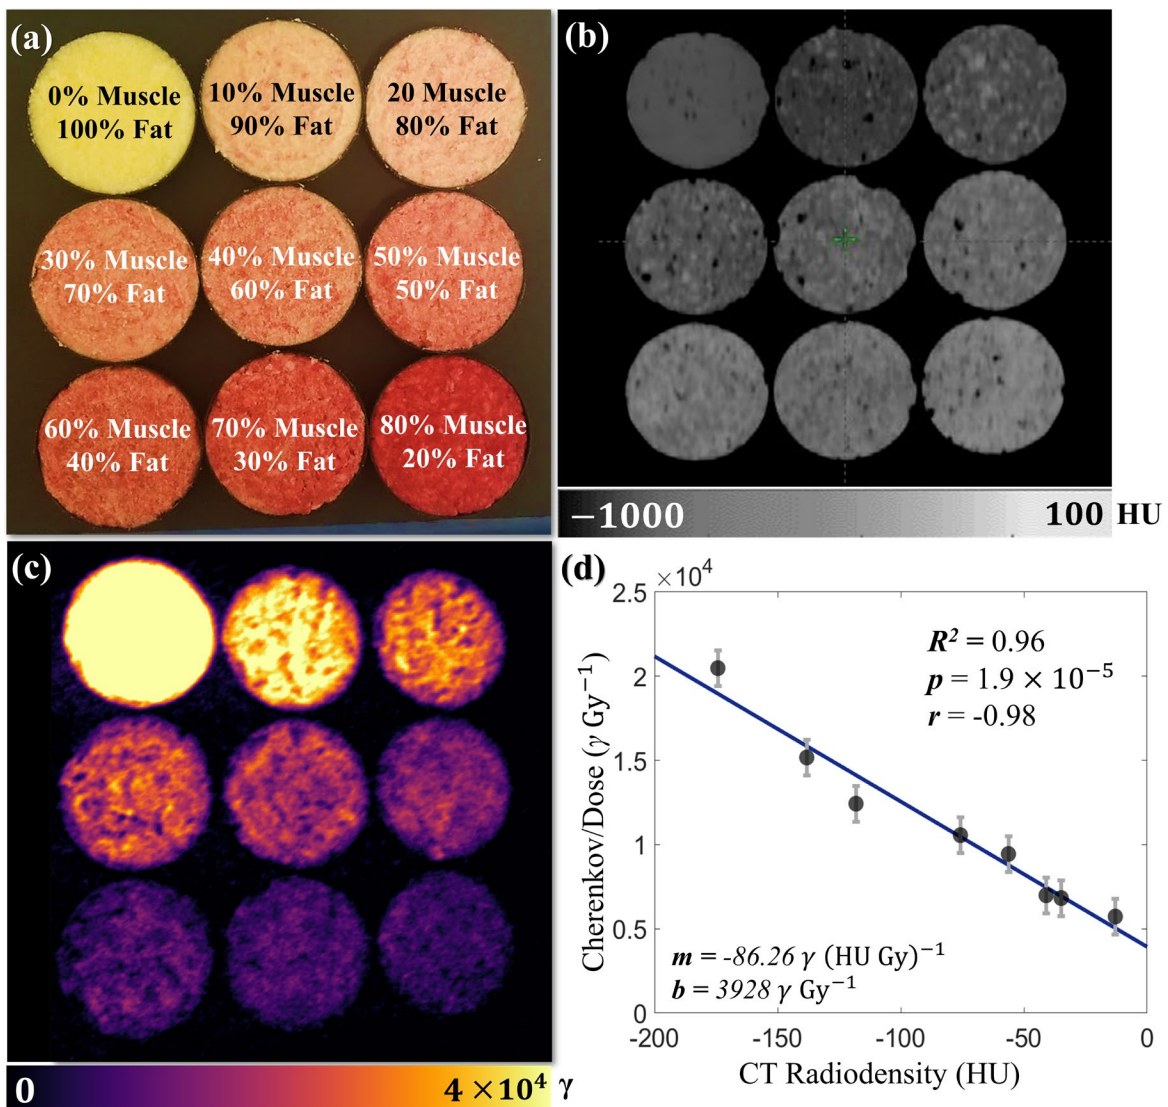 (a)
0% Muscle
100% Fat
10% Muscle
90% Fat
20 Muscle
80% Fat
30% Muscle
70% Fat
40% Muscle
60% Fat
50% Muscle
50% Fat
60% Muscle
40% Fat
70% Muscle
30% Fat
80% Muscle
20% Fat
(b)
−1000 100 HU
(c)
0 4 ×10⁴ γ
(d)
×10⁴
2.5
2
1.5
1
0.5
0
Cherenkov/Dose (γ Gy⁻¹)
R² = 0.96
p = 1.9 × 10⁻⁵
r = -0.98
m = -86.26 γ (HU Gy)⁻¹
b = 3928 γ Gy⁻¹
-200 -150 -100 -50 0
CT Radiodensity (HU)